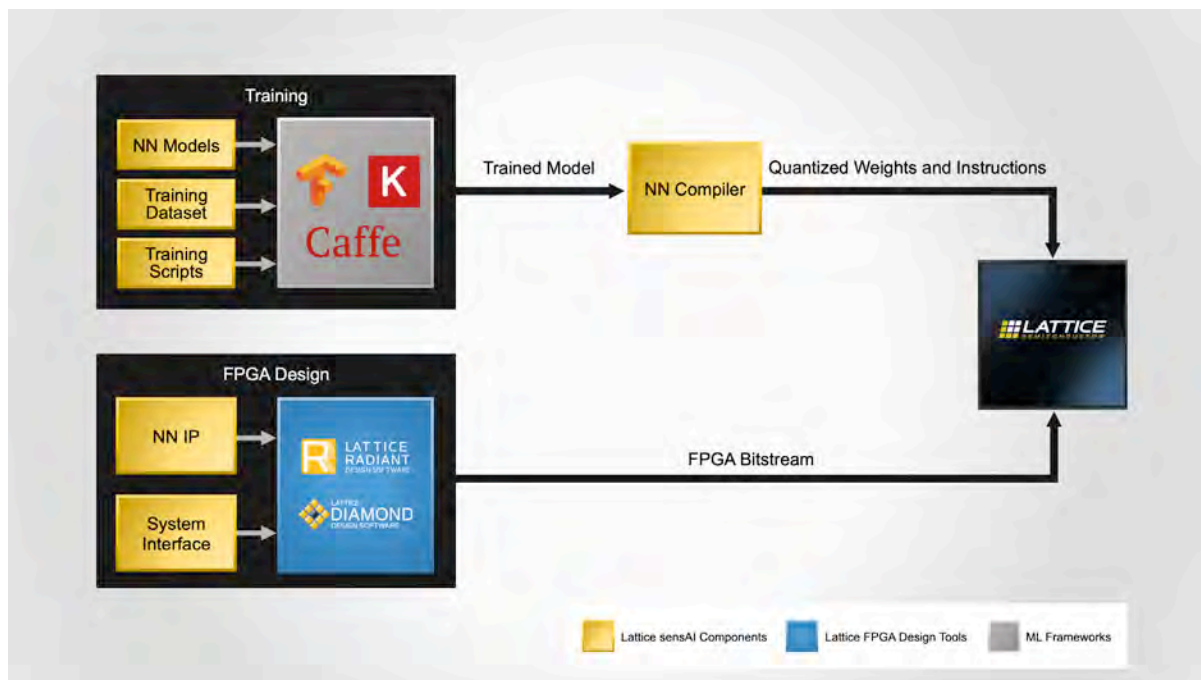 Training
NN Models
Training
Dataset
Training
Scripts
K
Caffe
Trained Model
NN Compiler
Quantized Weights and Instructions
LATTICE
SEMICONDUCTOR
FPGA Design
NN IP
System
Interface
R
LATTICE
RADIANT
DESIGN SOFTWARE
LATTICE
DIAMOND
DESIGN SOFTWARE
FPGA Bitstream
Lattice sensAI Components
Lattice FPGA Design Tools
ML Frameworks